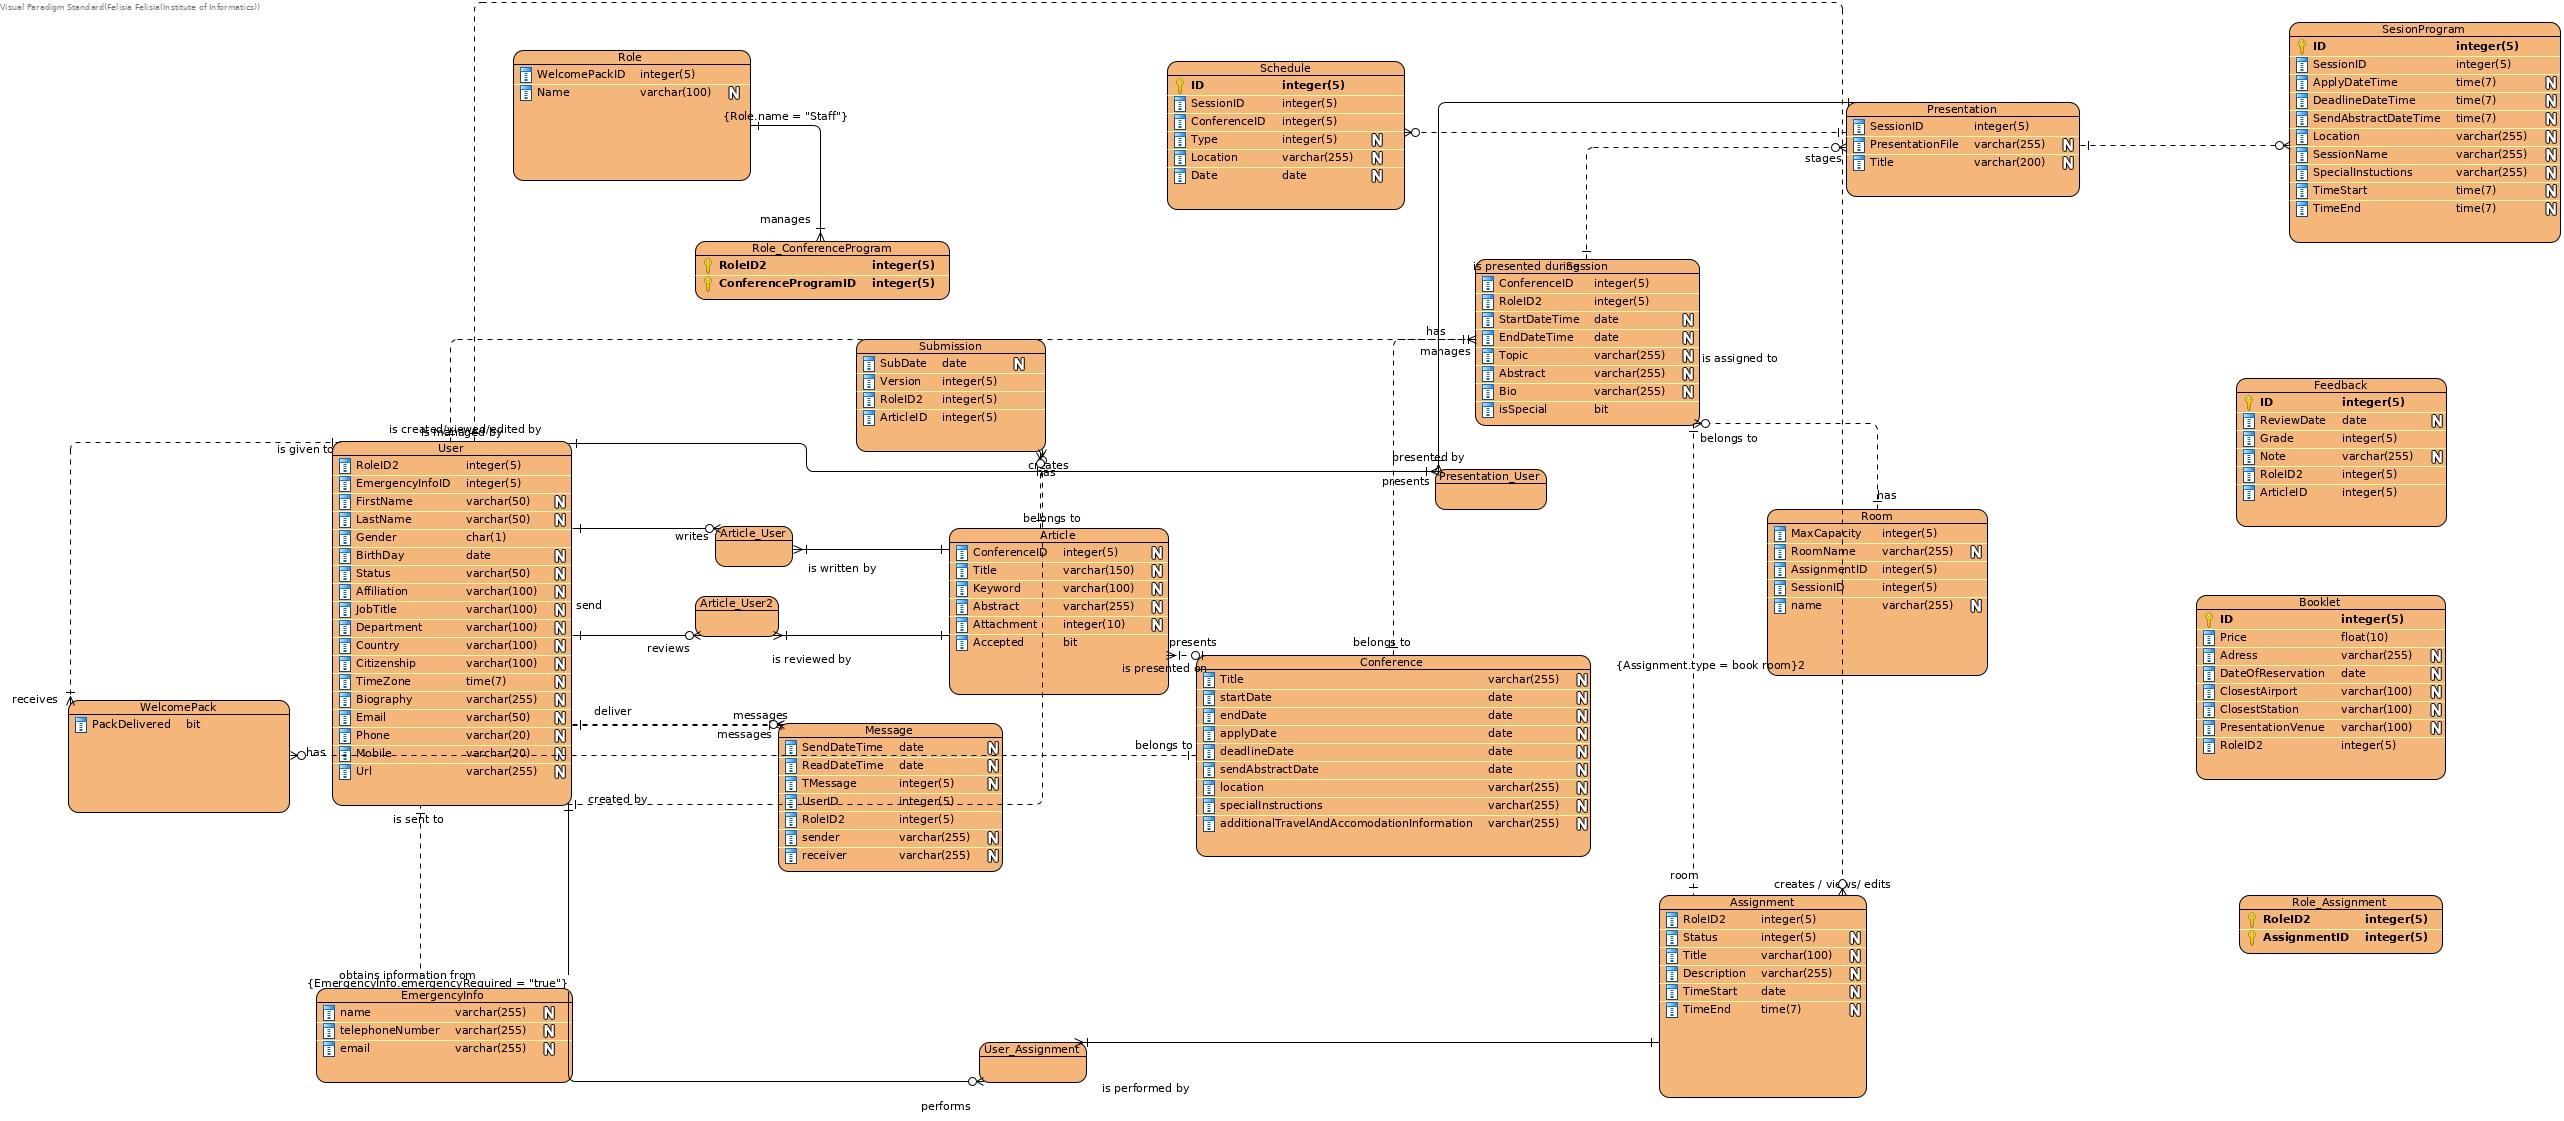 Visual Paradigm Standard(Felisia Felisia(Institute of Informatics))
Role
WelcomePackID integer(5)
Name varchar(100) N
{Role.name = "Staff"}
manages
Role_ConferenceProgram
RoleID2 integer(5)
ConferenceProgramID integer(5)
Schedule
ID integer(5)
SessionID integer(5)
ConferenceID integer(5)
Type integer(5) N
Location varchar(255) N
Date date N
Presentation
SessionID integer(5)
PresentationFile varchar(255) N
Title varchar(200) N
stages
SesionProgram
ID integer(5)
SessionID integer(5)
ApplyDateTime time(7) N
DeadlineDateTime time(7) N
SendAbstractDateTime time(7) N
Location varchar(255) N
SessionName varchar(255) N
SpecialInstuctions varchar(255) N
TimeStart time(7) N
TimeEnd time(7) N
is presented during
Session
ConferenceID integer(5)
RoleID2 integer(5)
StartDateTime date N
EndDateTime date N
Topic varchar(255) N
Abstract varchar(255) N
Bio varchar(255) N
isSpecial bit
has
manages
is assigned to
belongs to
Submission
SubDate date N
Version integer(5)
RoleID2 integer(5)
ArticleID integer(5)
creates
has
belongs to
presented by
presents
Presentation_User
Feedback
ID integer(5)
ReviewDate date N
Grade integer(5)
Note varchar(255) N
RoleID2 integer(5)
ArticleID integer(5)
is created/viewed/edited by
is managed by
is given to
User
RoleID2 integer(5)
EmergencyInfoID integer(5)
FirstName varchar(50) N
LastName varchar(50) N
Gender char(1)
BirthDay date N
Status varchar(50) N
Affiliation varchar(100) N
JobTitle varchar(100) N
Department varchar(100) N
Country varchar(100) N
Citizenship varchar(100) N
TimeZone time(7) N
Biography varchar(255) N
Email varchar(50) N
Phone varchar(20) N
Mobile varchar(20) N
Url varchar(255) N
writes
Article_User
is written by
send
Article_User2
reviews
is reviewed by
Article
ConferenceID integer(5) N
Title varchar(150) N
Keyword varchar(100) N
Abstract varchar(255) N
Attachment integer(10) N
Accepted bit
presents
is presented on
belongs to
has
Room
MaxCapacity integer(5)
RoomName varchar(255) N
AssignmentID integer(5)
SessionID integer(5)
name varchar(255) N
{Assignment.type = book room}2
Booklet
ID integer(5)
Price float(10)
Adress varchar(255) N
DateOfReservation date N
ClosestAirport varchar(100) N
ClosestStation varchar(100) N
PresentationVenue varchar(100) N
RoleID2 integer(5)
receives
WelcomePack
PackDelivered bit
has
deliver
messages
messages
Message
SendDateTime date N
ReadDateTime date N
TMessage integer(5) N
UserID integer(5)
RoleID2 integer(5)
sender varchar(255) N
receiver varchar(255) N
created by
belongs to
Conference
Title varchar(255) N
startDate date N
endDate date N
applyDate date N
deadlineDate date N
sendAbstractDate date N
location varchar(255) N
specialInstructions varchar(255) N
additionalTravelAndAccomodationInformation varchar(255) N
is sent to
obtains information from
{EmergencyInfo.emergencyRequired = "true"}
EmergencyInfo
name varchar(255) N
telephoneNumber varchar(255) N
email varchar(255) N
room
creates / views/ edits
Assignment
RoleID2 integer(5)
Status integer(5) N
Title varchar(100) N
Description varchar(255) N
TimeStart date N
TimeEnd time(7) N
Role_Assignment
RoleID2 integer(5)
AssignmentID integer(5)
User_Assignment
is performed by
performs